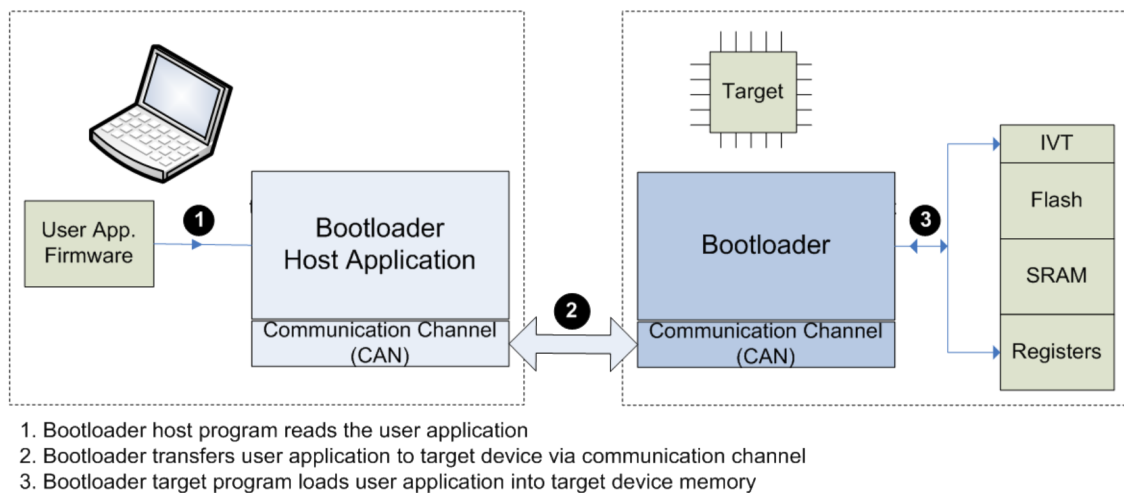 Target
IVT
Flash
SRAM
Registers
1
User App.
Firmware
Bootloader
Host Application
Communication Channel
(CAN)
2
Bootloader
Communication Channel
(CAN)
3
1. Bootloader host program reads the user application
2. Bootloader transfers user application to target device via communication channel
3. Bootloader target program loads user application into target device memory